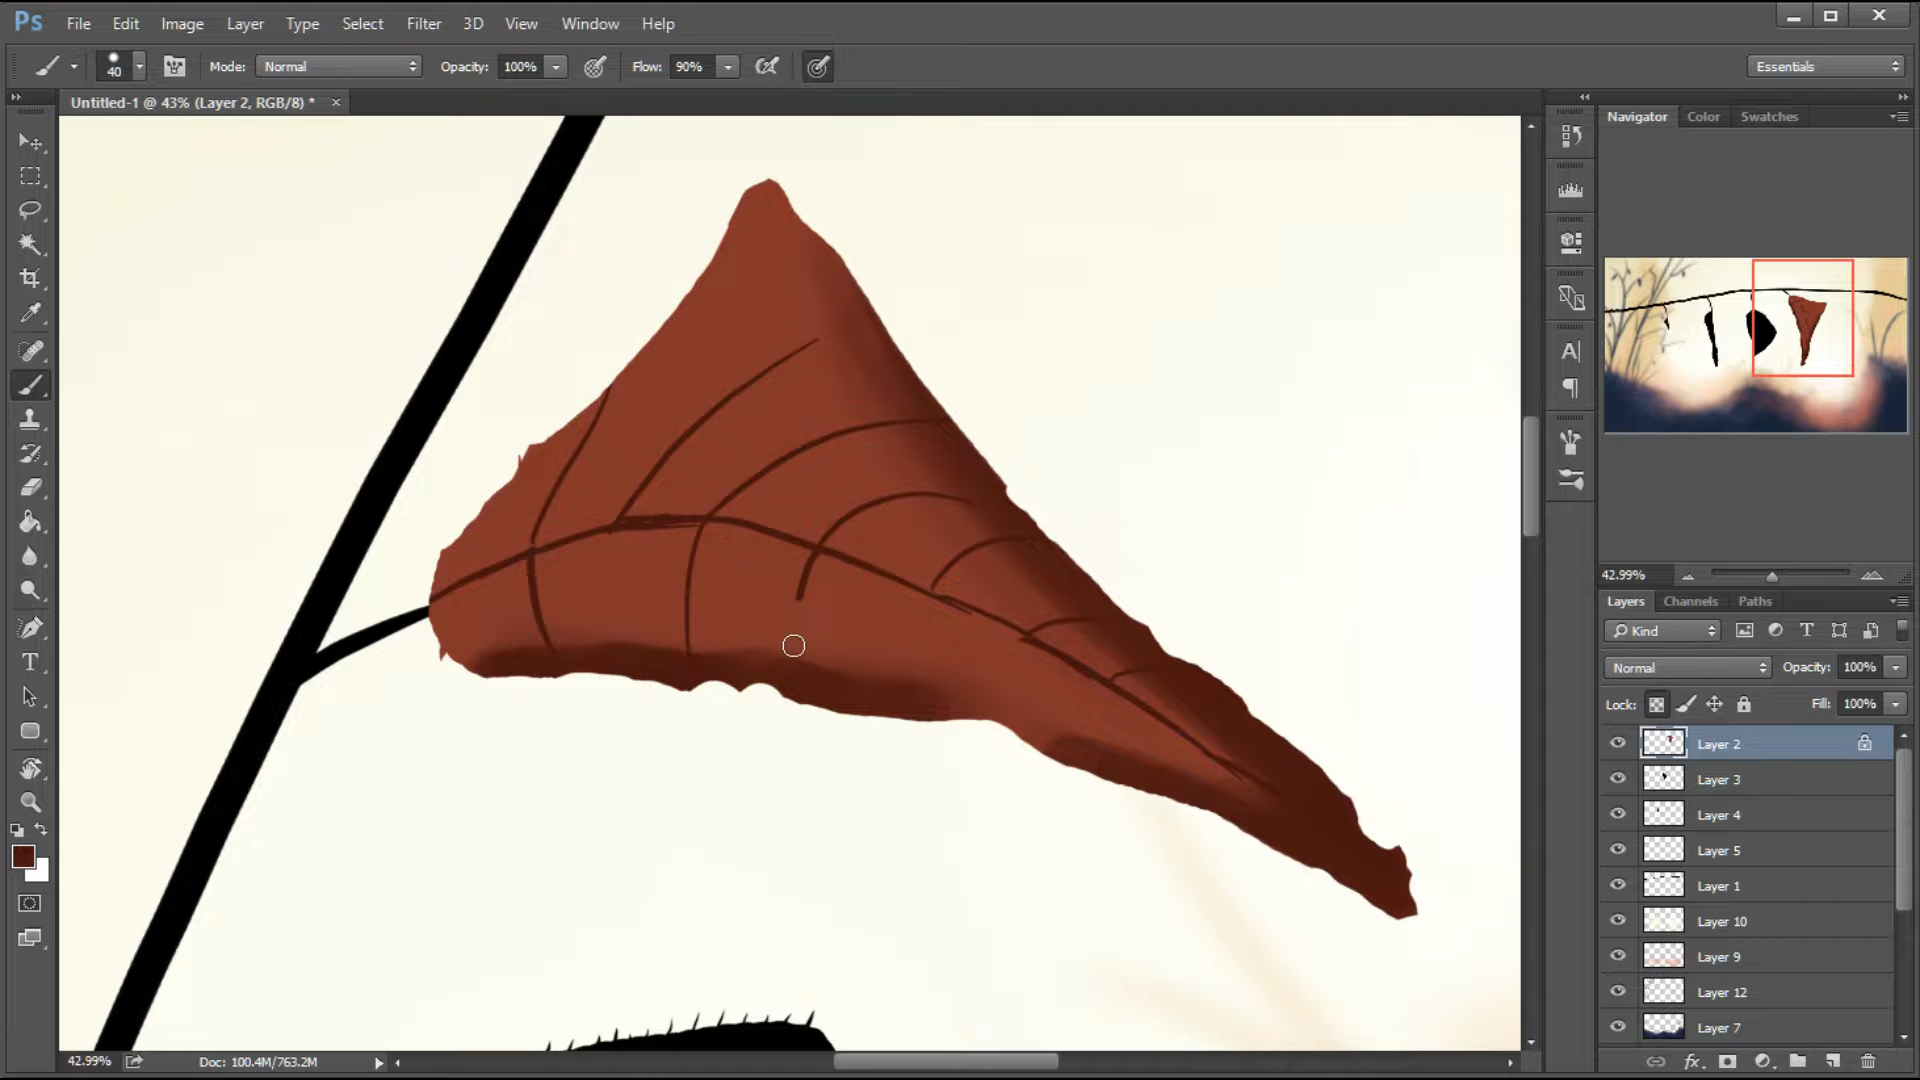 Ps File Edit Image Layer Type Select Filter 3D View Window Help
40 Mode: Normal Opacity: 100% Flow: 90% Essentials
Untitled-1 @ 43% (Layer 2, RGB/8) * ×
Navigator Color Swatches
42.99%
Layers Channels Paths
Kind
Normal Opacity: 100%
Lock: Fill: 100%
Layer 2
Layer 3
Layer 4
Layer 5
Layer 1
Layer 10
Layer 9
Layer 12
Layer 7
42.99% Doc: 100.4M/763.2M